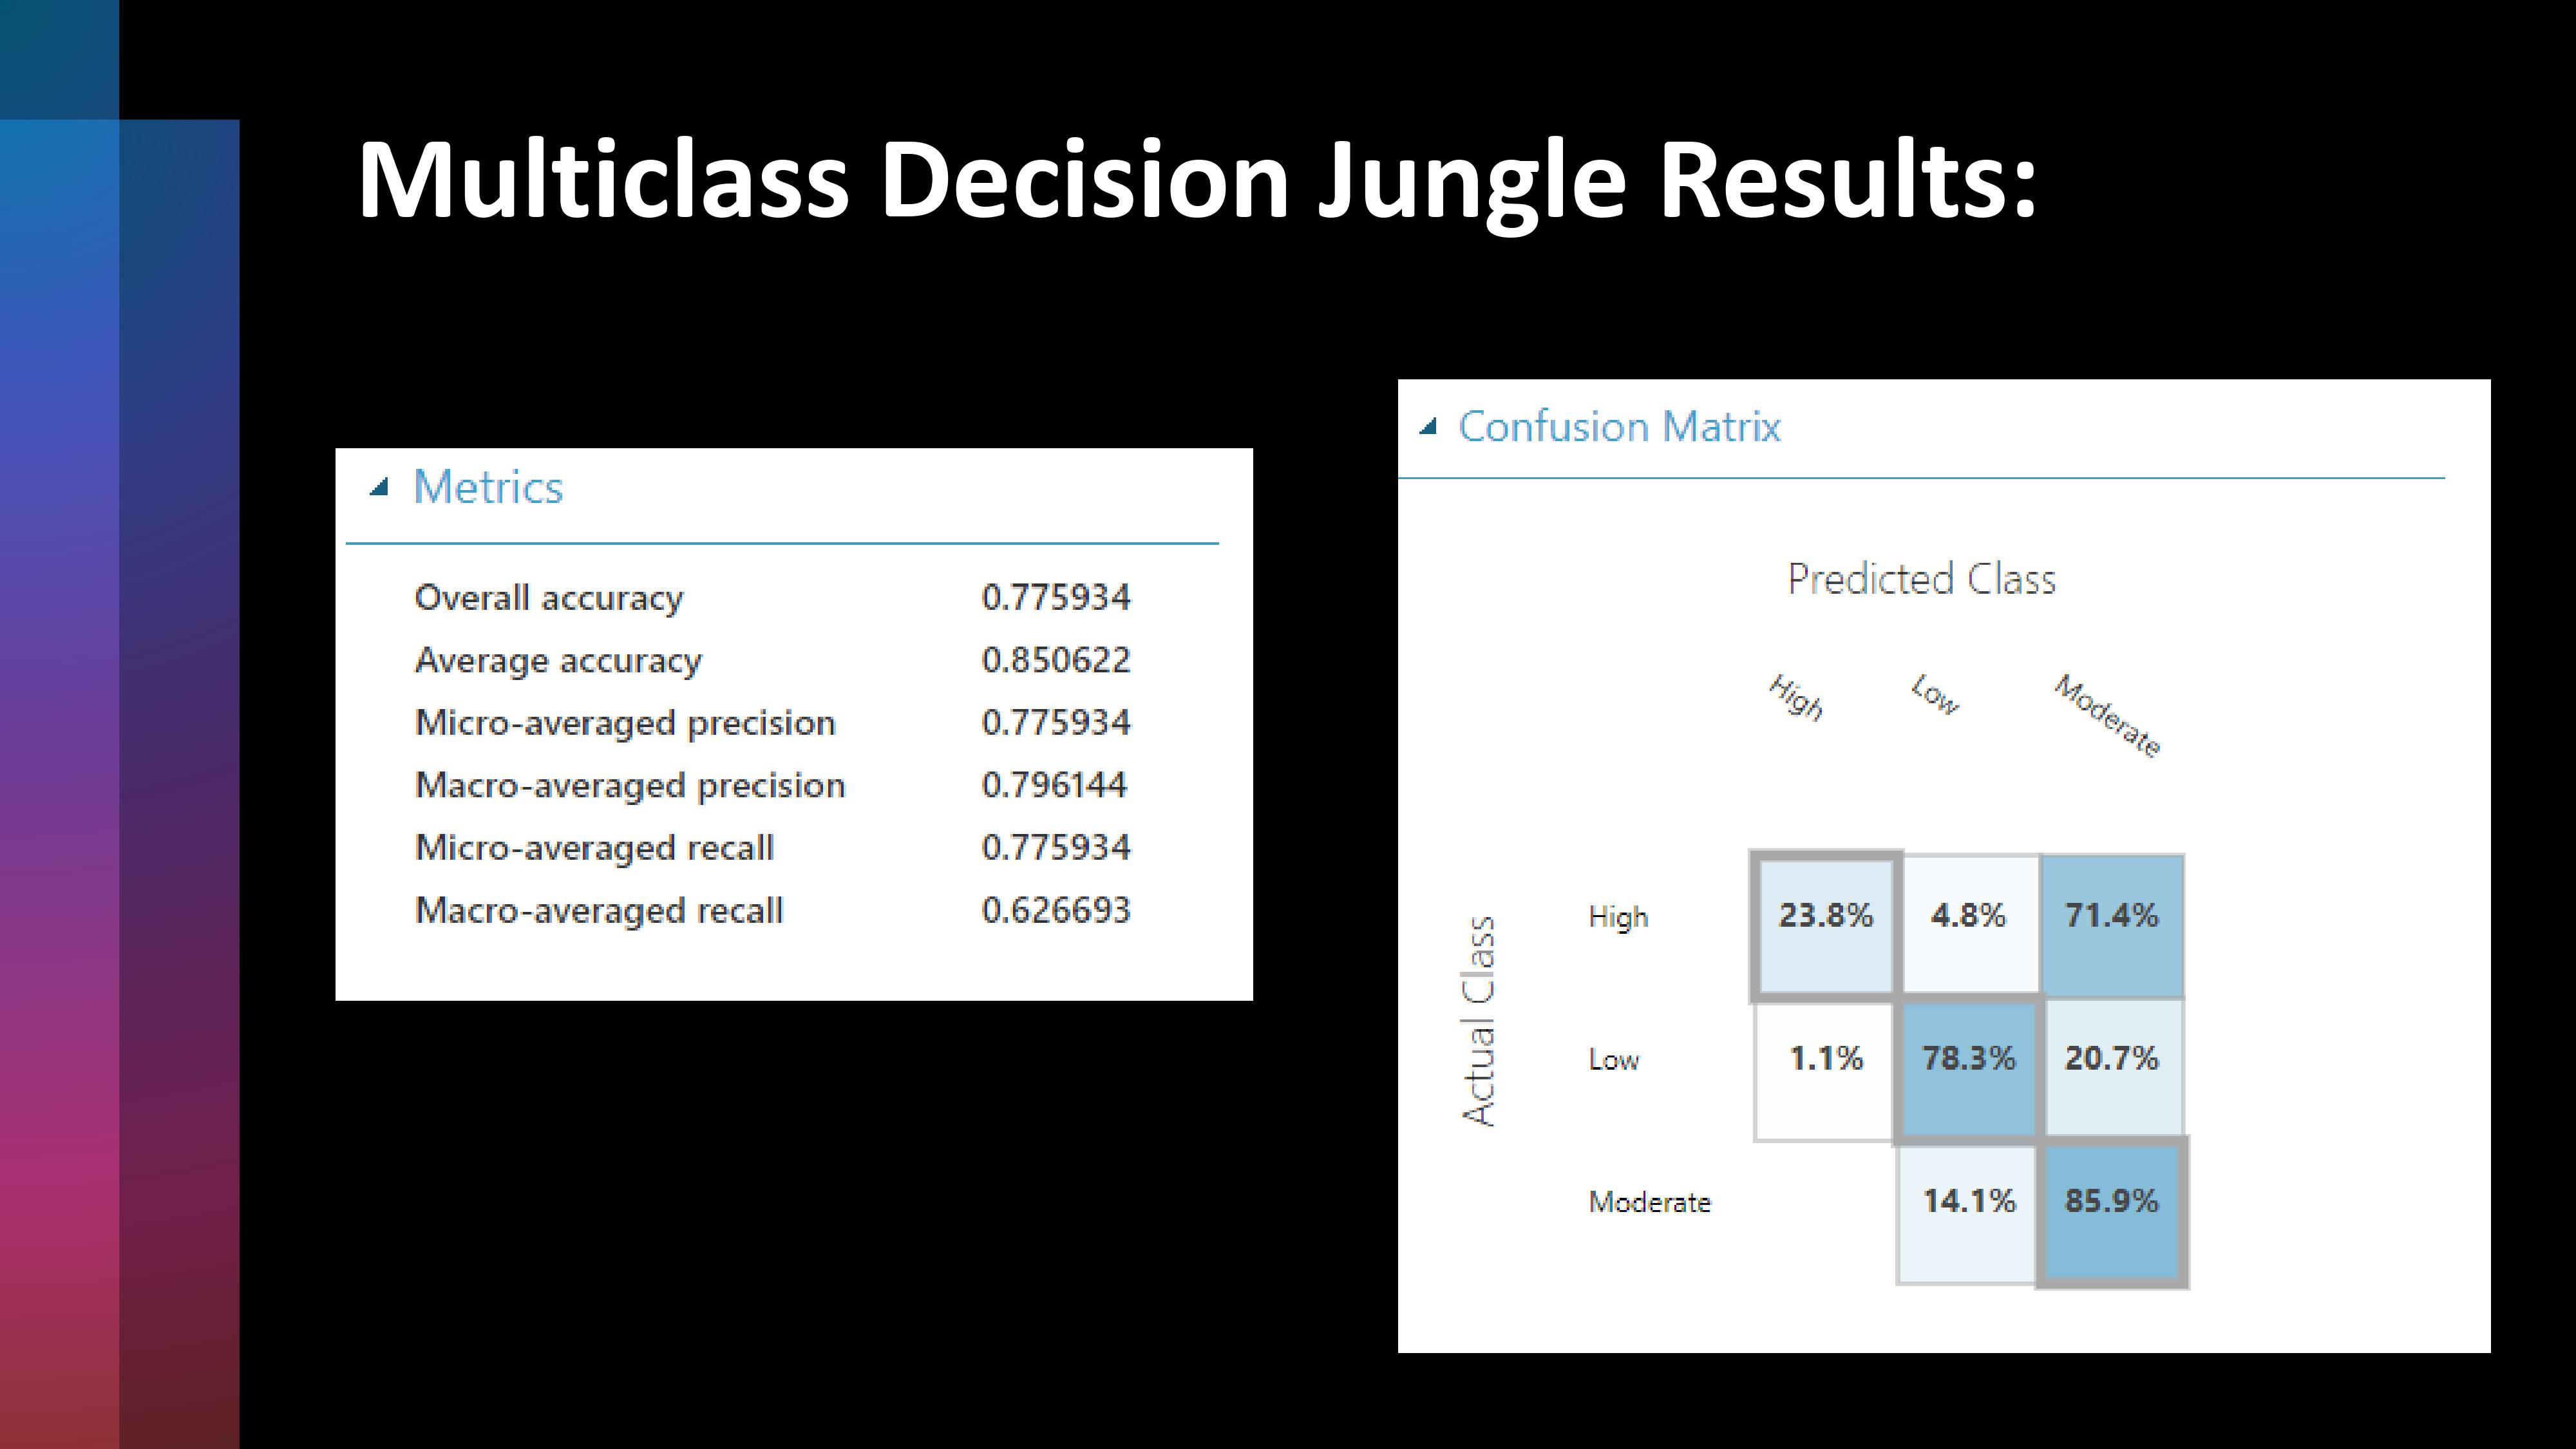 Multiclass Decision Jungle Results:
Metrics
Overall accuracy 0.775934
Average accuracy 0.850622
Micro-averaged precision 0.775934
Macro-averaged precision 0.796144
Micro-averaged recall 0.775934
Macro-averaged recall 0.626693
Confusion Matrix
Predicted Class
High Low Moderate
Actual Class
High 23.8% 4.8% 71.4%
Low 1.1% 78.3% 20.7%
Moderate 14.1% 85.9%